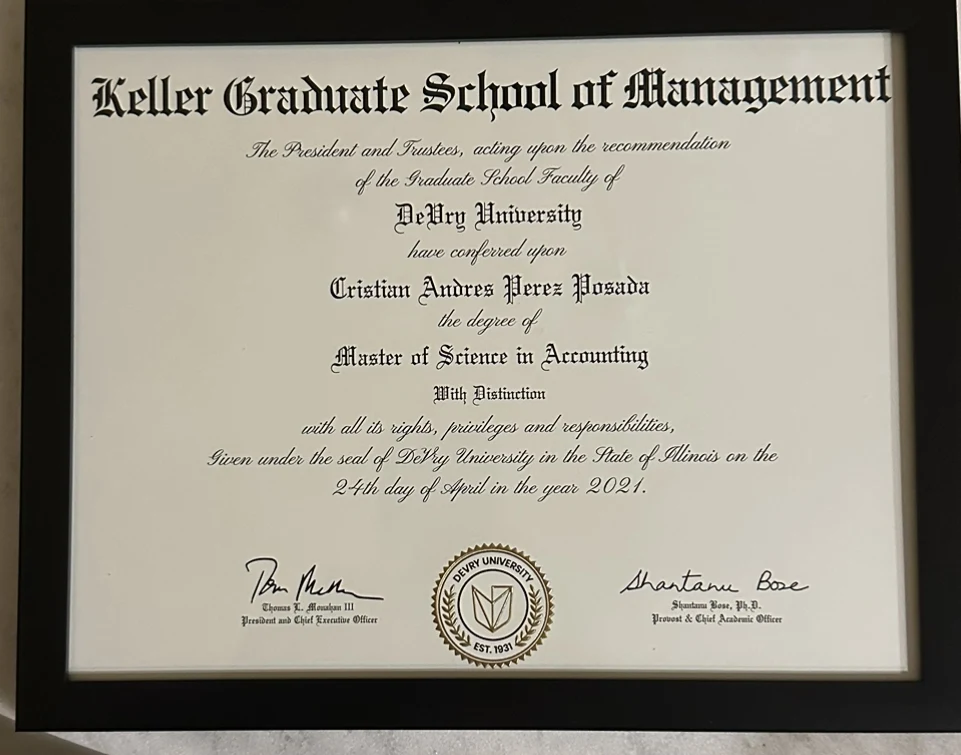 Keller Graduate School of Management
The President and Trustees, acting upon the recommendation
of the Graduate School Faculty of
DeVry University
have conferred upon
Cristian Andres Perez Posada
the degree of
Master of Science in Accounting
With Distinction
with all its rights, privileges and responsibilities,
Given under the seal of DeVry University in the State of Illinois on the
24th day of April in the year 2021.
Thomas L. Monahan III
President and Chief Executive Officer
DEVRY UNIVERSITY
EST. 1931
Shantanu Bose
Shantanu Bose, Ph.D.
Provost & Chief Academic Officer